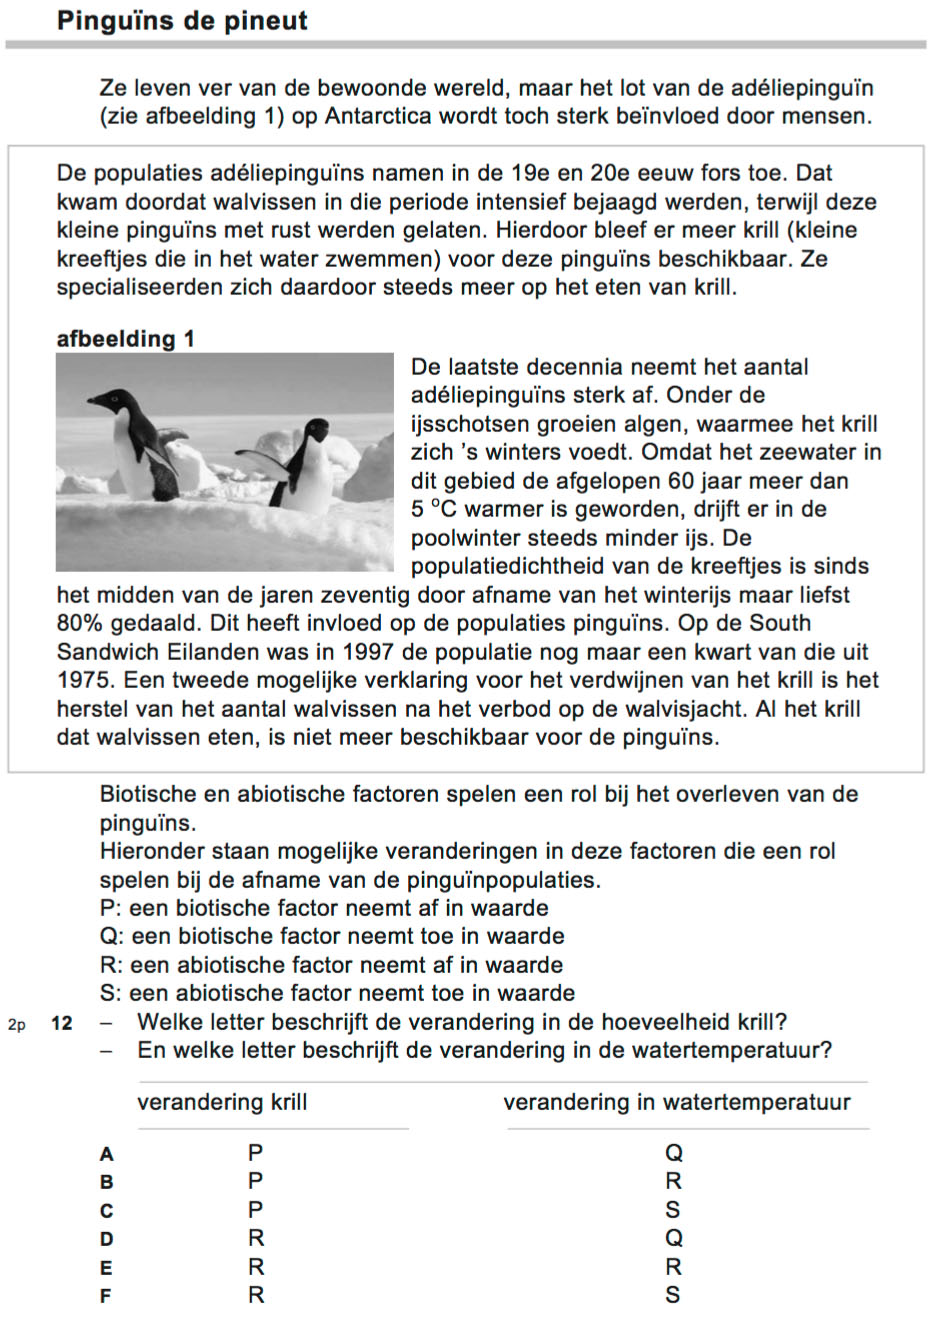 Pinguïns de pineut
Ze leven ver van de bewoonde wereld, maar het lot van de adéliepinguïn
(zie afbeelding 1) op Antarctica wordt toch sterk beïnvloed door mensen.
De populaties adéliepinguïns namen in de 19e en 20e eeuw fors toe. Dat
kwam doordat walvissen in die periode intensief bejaagd werden, terwijl deze
kleine pinguïns met rust werden gelaten. Hierdoor bleef er meer krill (kleine
kreeftjes die in het water zwemmen) voor deze pinguïns beschikbaar. Ze
specialiseerden zich daardoor steeds meer op het eten van krill.
afbeelding 1
De laatste decennia neemt het aantal
adéliepinguïns sterk af. Onder de
ijsschotsen groeien algen, waarmee het krill
zich 's winters voedt. Omdat het zeewater in
dit gebied de afgelopen 60 jaar meer dan
5 °C warmer is geworden, drijft er in de
poolwinter steeds minder ijs. De
populatiedichtheid van de kreeftjes is sinds
het midden van de jaren zeventig door afname van het winterijs maar liefst
80% gedaald. Dit heeft invloed op de populaties pinguïns. Op de South
Sandwich Eilanden was in 1997 de populatie nog maar een kwart van die uit
1975. Een tweede mogelijke verklaring voor het verdwijnen van het krill is het
herstel van het aantal walvissen na het verbod op de walvisjacht. Al het krill
dat walvissen eten, is niet meer beschikbaar voor de pinguïns.
Biotische en abiotische factoren spelen een rol bij het overleven van de
pinguïns.
Hieronder staan mogelijke veranderingen in deze factoren die een rol
spelen bij de afname van de pinguïnpopulaties.
P: een biotische factor neemt af in waarde
Q: een biotische factor neemt toe in waarde
R: een abiotische factor neemt af in waarde
S: een abiotische factor neemt toe in waarde
2p 12 – Welke letter beschrijft de verandering in de hoeveelheid krill?
– En welke letter beschrijft de verandering in de watertemperatuur?
verandering krill verandering in watertemperatuur
A P Q
B P R
C P S
D R Q
E R R
F R S